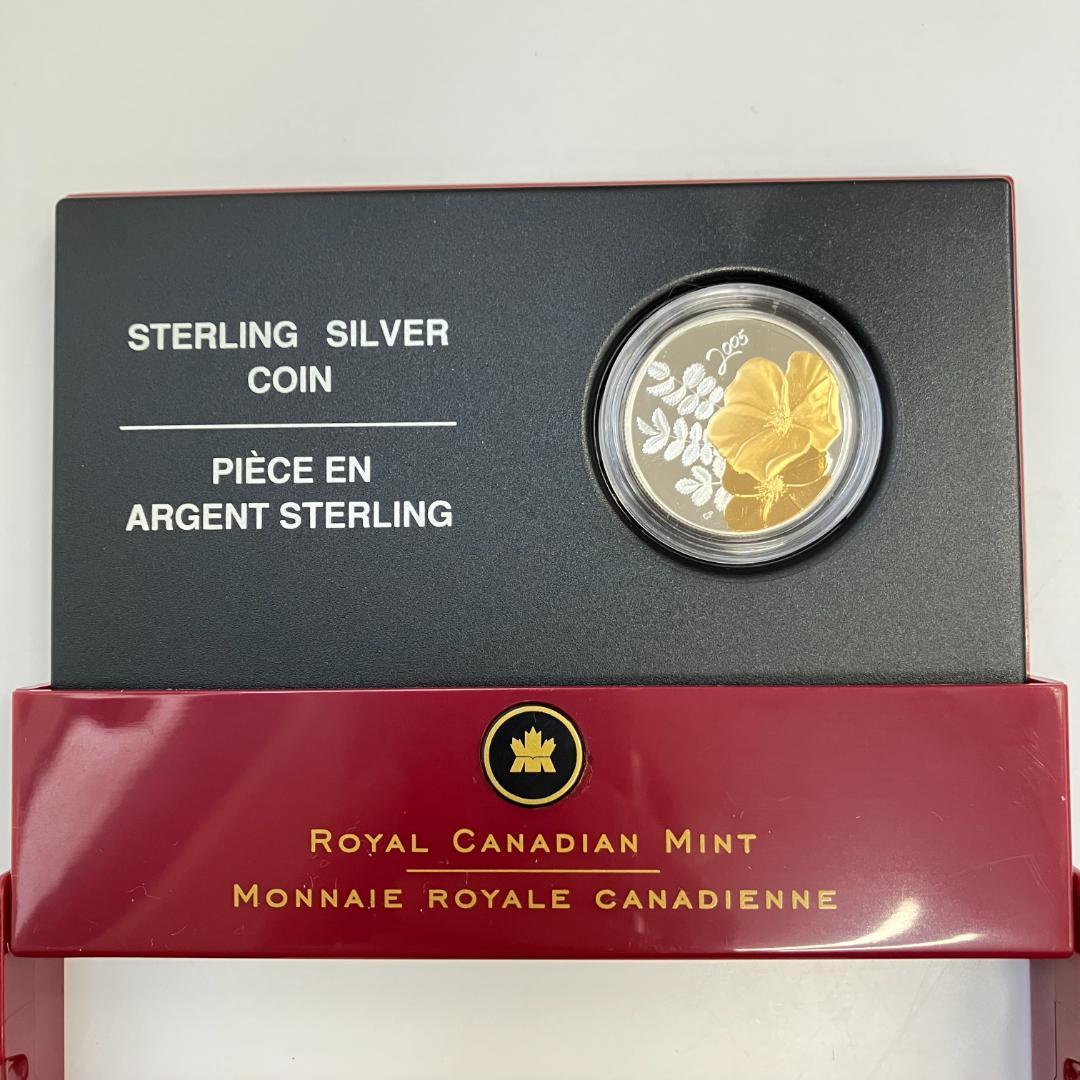 STERLING SILVER
COIN
PIÈCE EN
ARGENT STERLING
2005
ROYAL CANADIAN MINT
MONNAIE ROYALE CANADIENNE